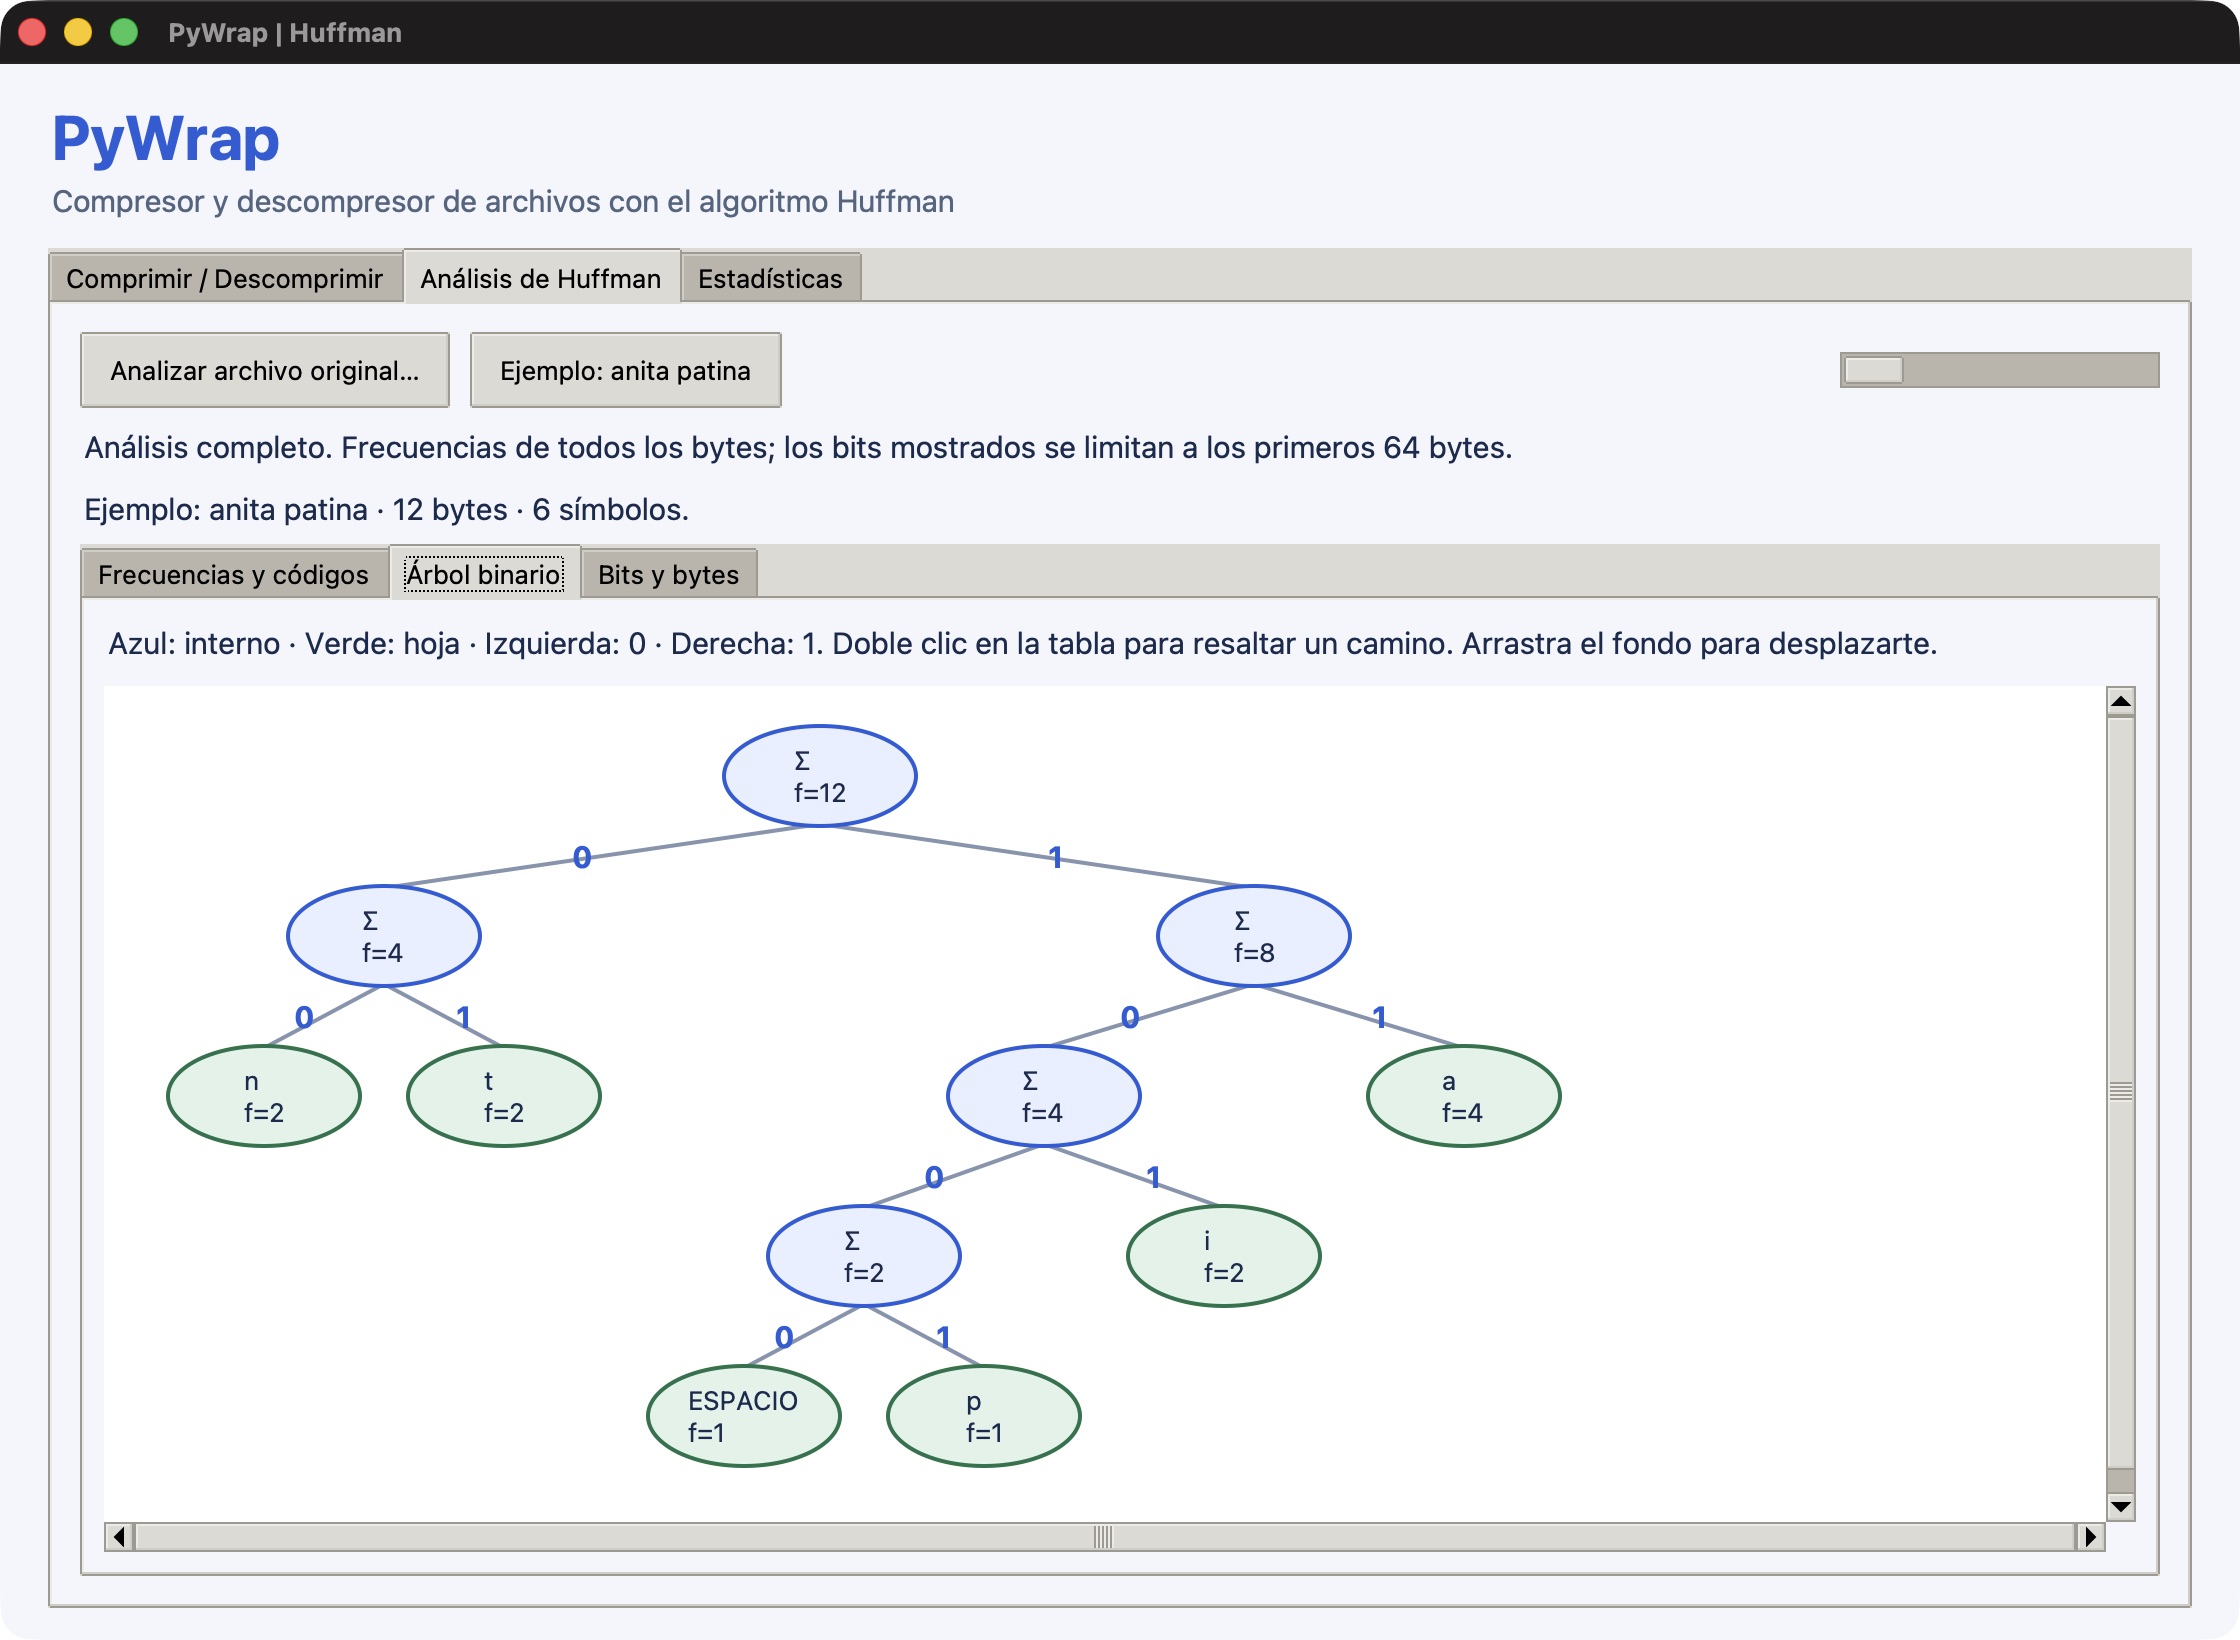 PyWrap | Huffman
PyWrap
Compresor y descompresor de archivos con el algoritmo Huffman
Comprimir / Descomprimir
Análisis de Huffman
Estadísticas
Analizar archivo original...
Ejemplo: anita patina
Análisis completo. Frecuencias de todos los bytes; los bits mostrados se limitan a los primeros 64 bytes.
Ejemplo: anita patina · 12 bytes · 6 símbolos.
Frecuencias y códigos
Árbol binario
Bits y bytes
Azul: interno · Verde: hoja · Izquierda: 0 · Derecha: 1. Doble clic en la tabla para resaltar un camino. Arrastra el fondo para desplazarte.
Σ
f=12
0
1
Σ
f=4
Σ
f=8
0
1
0
1
n
f=2
t
f=2
Σ
f=4
a
f=4
0
1
Σ
f=2
i
f=2
0
1
ESPACIO
f=1
p
f=1